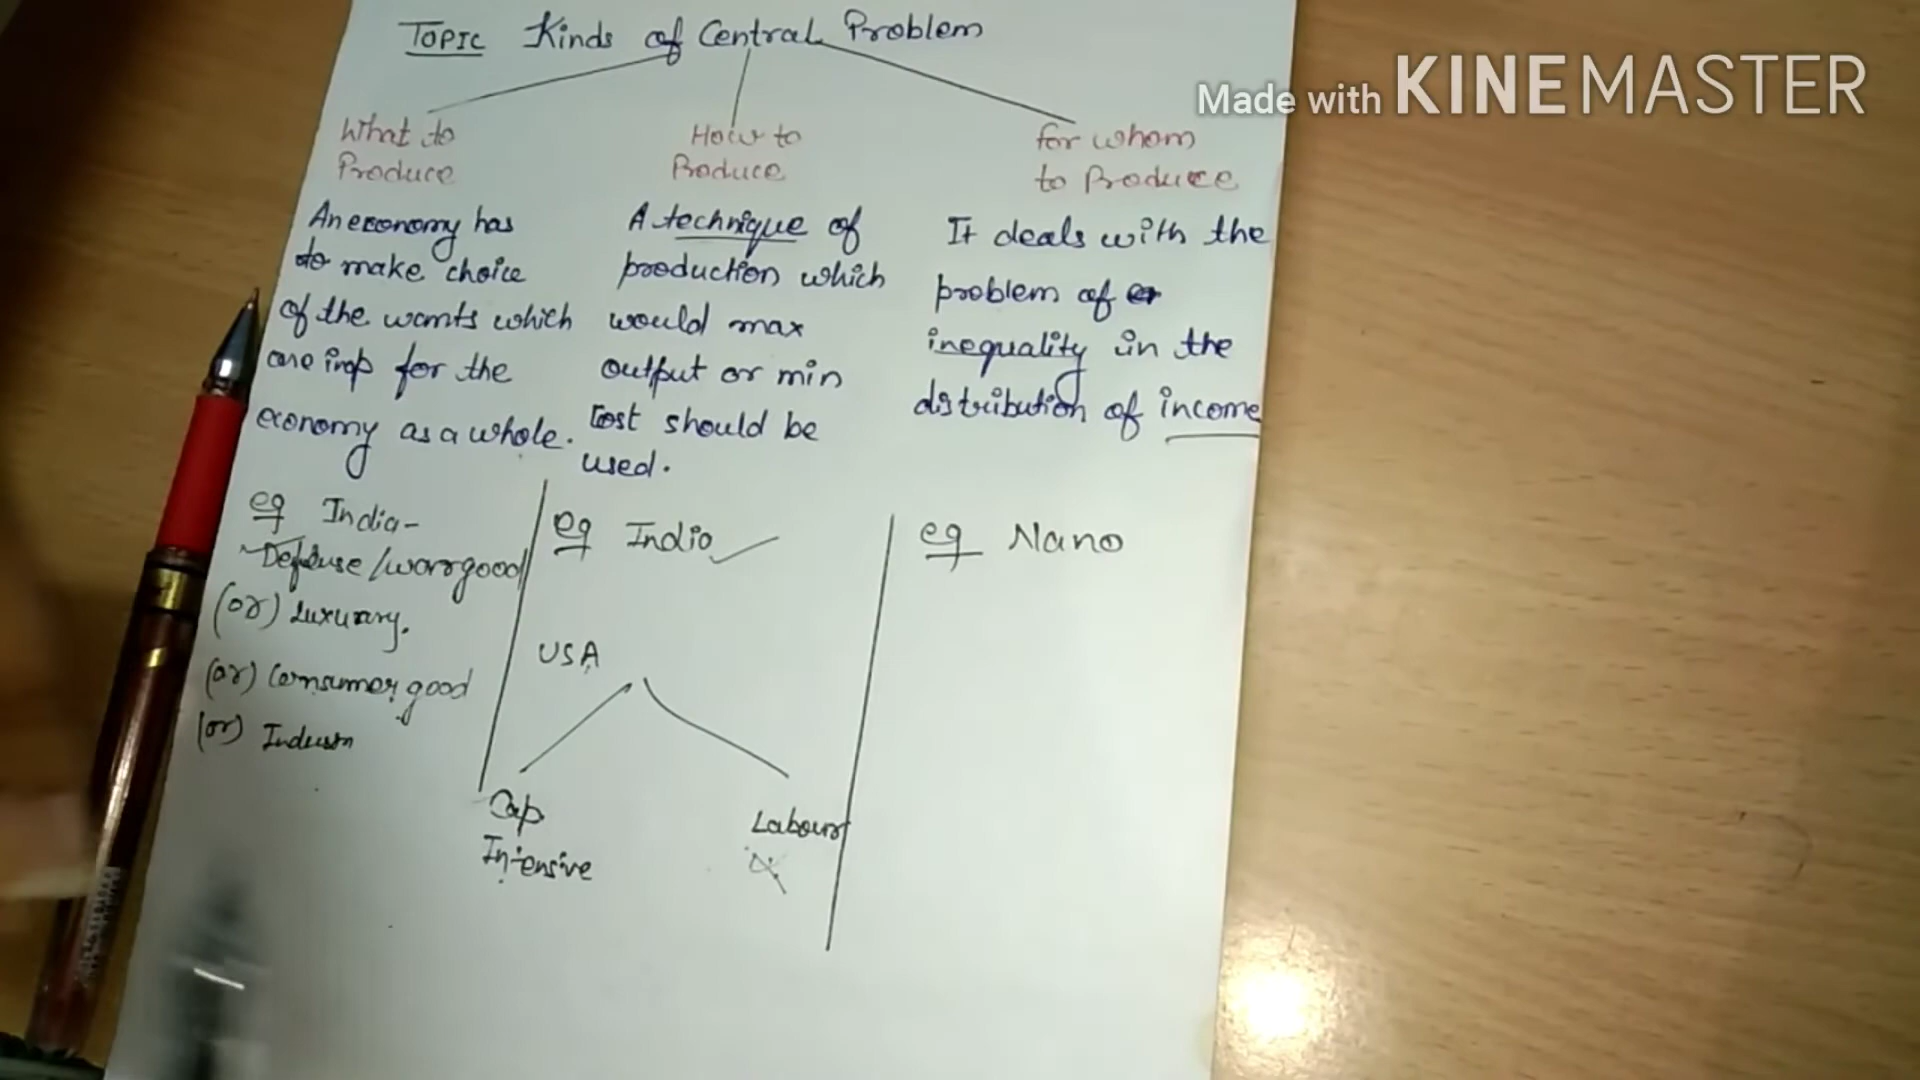 TOPIC Kinds of Central Problem
Made with KINEMASTER
What to
Produce
An economy has
to make choice
of the wants which
are imp for the
economy as a whole.
eg India-
Defense/war good
(or) Luxurary.
(or) Consumer good
(or)
How to
Produce
A technique of
production which
would max
output or min
Cost should be
used.
eg India
USA
Cap
Intensive
Labour
for whom
to Produce
It deals with the
problem of
inequality in the
distribution of income
eg Nano